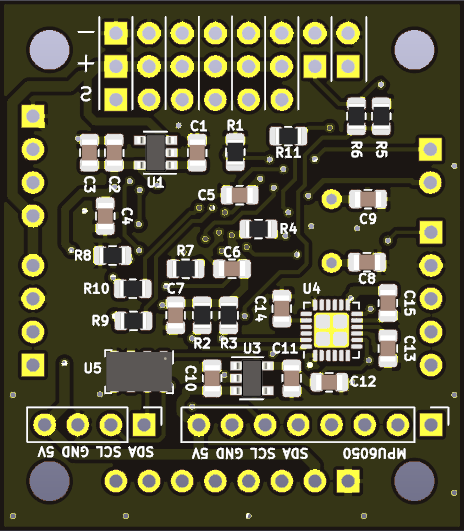 −
+
S
C3 C2 U1 C1 R1 R11 R6 R5
C5
C4 C9
R4
R8 R7 C6
C8
R10
C7 U4
R9 R2 R3 C14 C15
C13
U5 U3 C11
C10 C12
5V GND SCL SDA 5V GND SCL SDA MPU6050